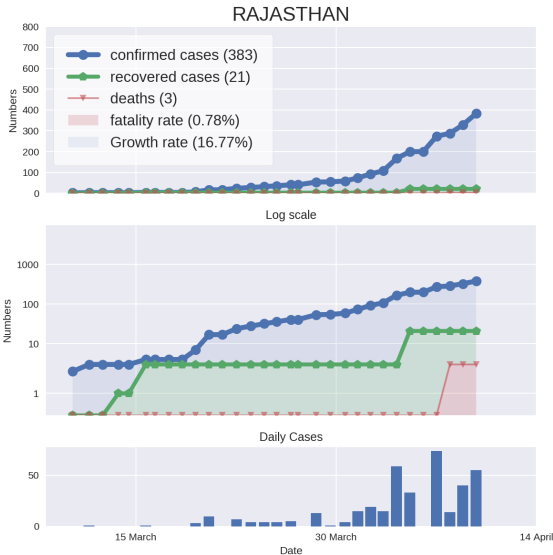 RAJASTHAN
800
700
600
500
400
300
200
100
0
Numbers
confirmed cases (383)
recovered cases (21)
deaths (3)
fatality rate (0.78%)
Growth rate (16.77%)
Log scale
1000
100
10
1
Numbers
Daily Cases
50
0
15 March 30 March 14 April
Date